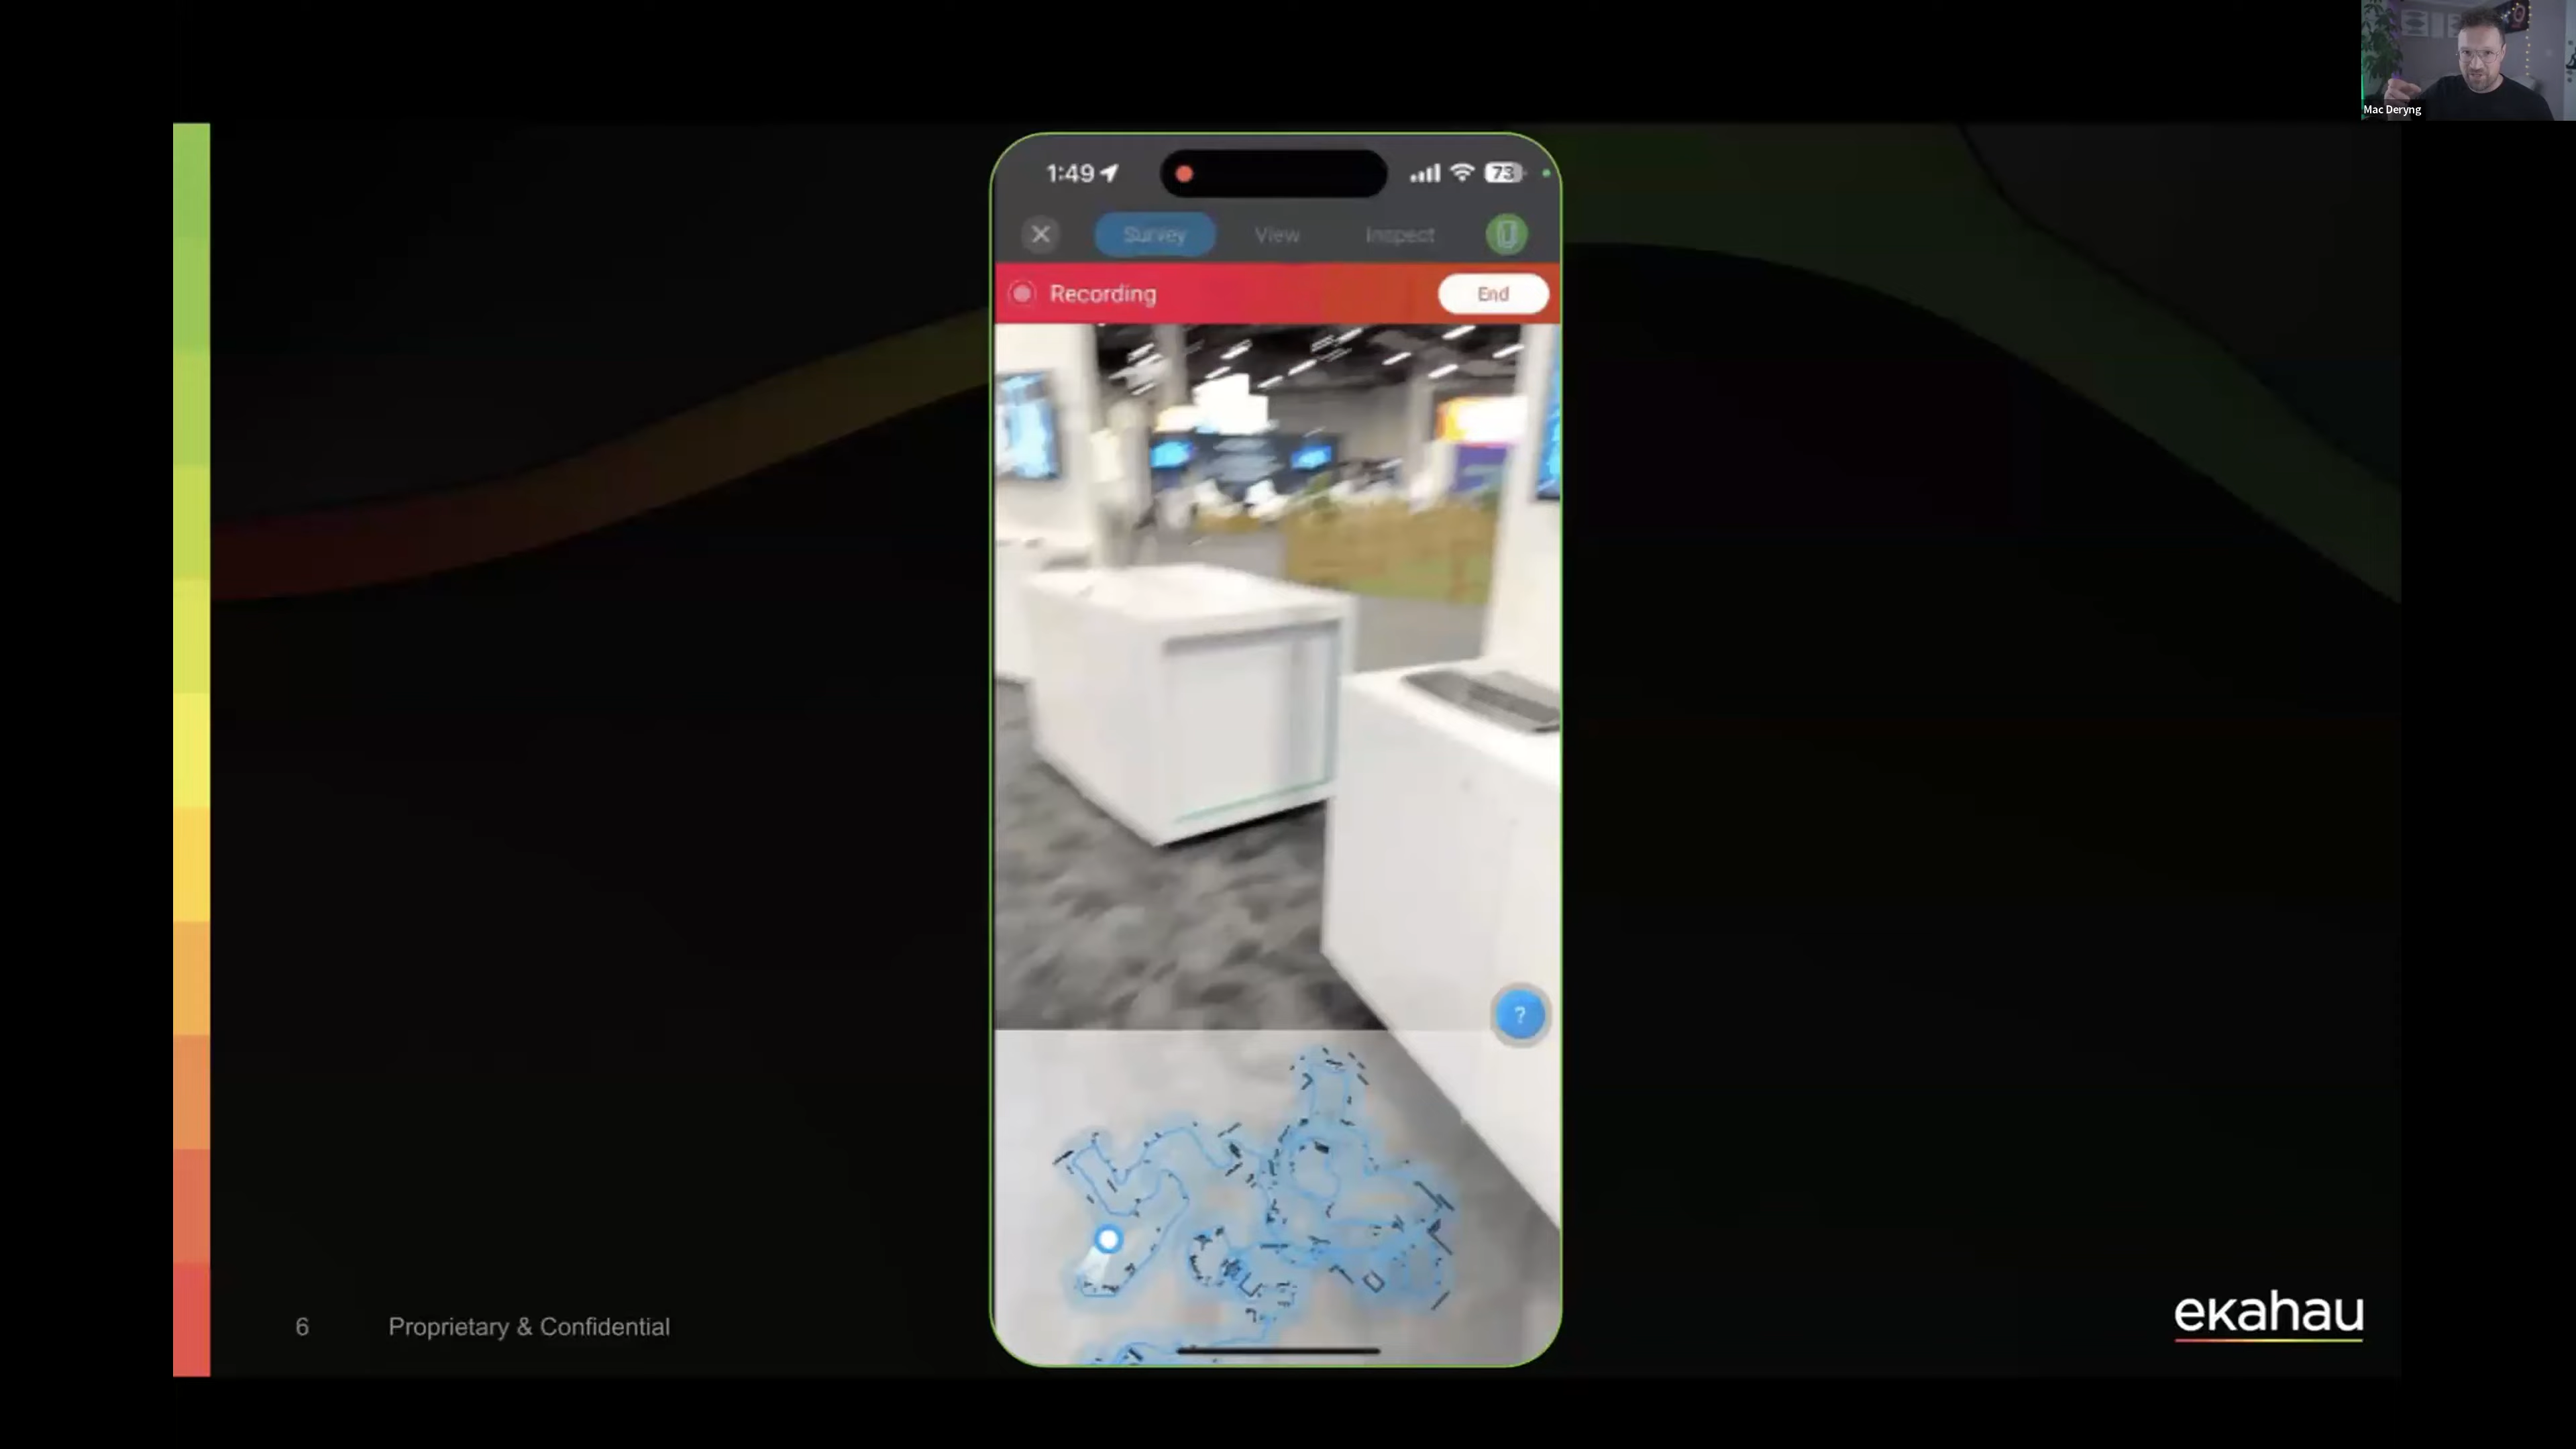 Mac Deryng
1:49
73
Survey View Inspect
Recording End
?
6 Proprietary & Confidential
ekahau